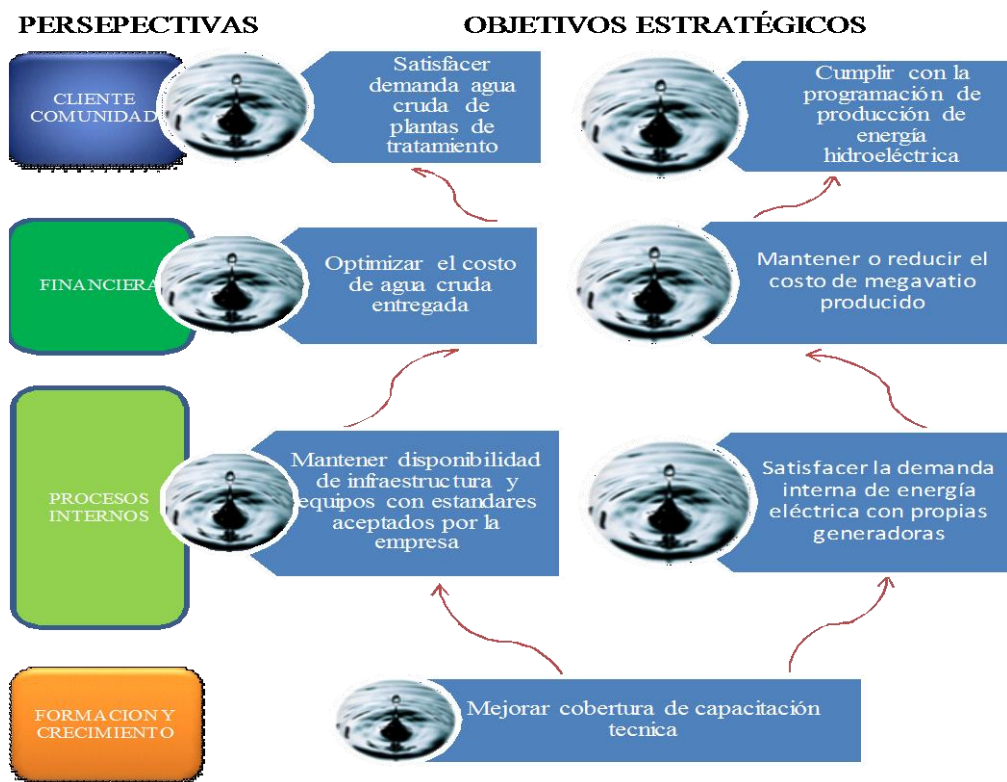 PERSEPECTIVAS
OBJETIVOS ESTRATÉGICOS
CLIENTE
COMUNIDAD
Satisfacer
demanda agua
cruda de
plantas de
tratamiento
Cumplir con la
programación de
producción de
energía
hidroeléctrica
FINANCIERA
Optimizar el costo
de agua cruda
entregada
Mantener o reducir el
costo de megavatio
producido
PROCESOS
INTERNOS
Mantener disponibilidad
de infraestructura y
equipos con estandares
aceptados por la
empresa
Satisfacer la demanda
interna de energía
eléctrica con propias
generadoras
FORMACION Y
CRECIMIENTO
Mejorar cobertura de capacitación
tecnica